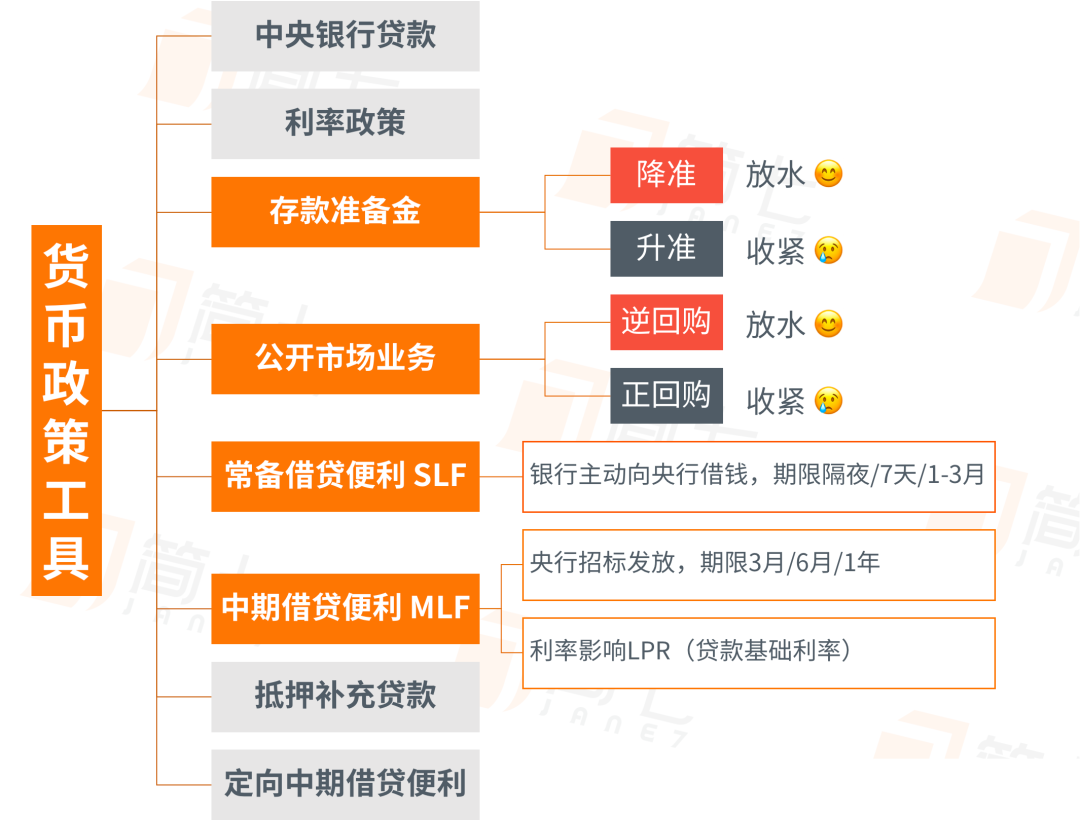 货币政策工具
中央银行贷款
利率政策
存款准备金
降准 放水 😊
升准 收紧 😢
公开市场业务
逆回购 放水 😊
正回购 收紧 😢
常备借贷便利 SLF
银行主动向央行借钱，期限隔夜/7天/1-3月
中期借贷便利 MLF
央行招标发放，期限3月/6月/1年
利率影响LPR（贷款基础利率）
抵押补充贷款
定向中期借贷便利
简七
JANE7